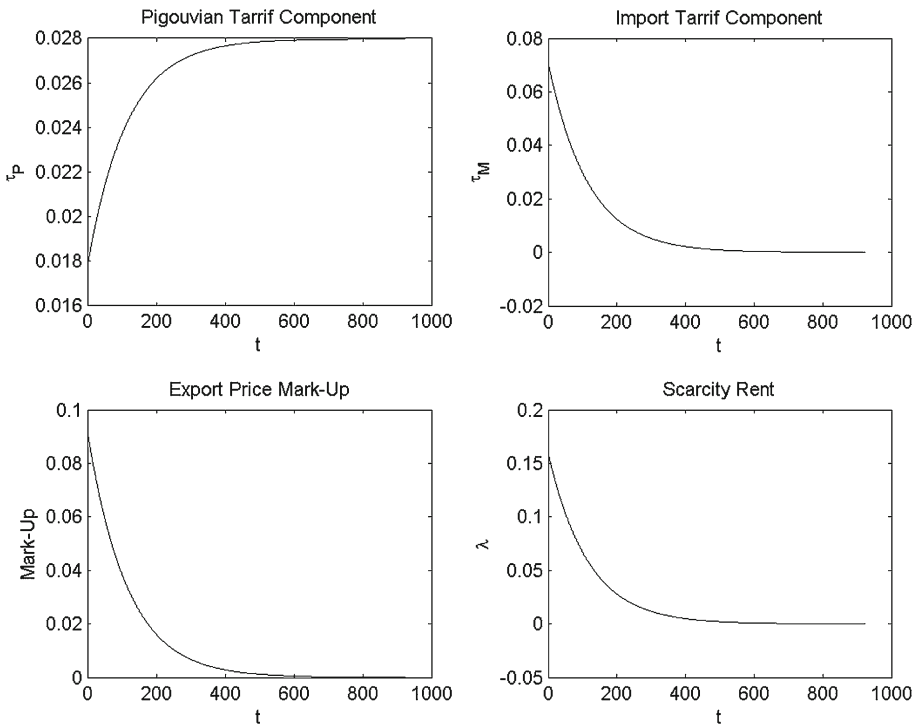 Pigouvian Tarrif Component
0.028
0.026
0.024
0.022
0.02
0.018
0.016
τP
0 200 400 600 800 1000
t
Import Tarrif Component
0.08
0.06
0.04
0.02
0
-0.02
τM
0 200 400 600 800 1000
t
Export Price Mark-Up
0.1
0.08
0.06
0.04
0.02
0
Mark-Up
0 200 400 600 800 1000
t
Scarcity Rent
0.2
0.15
0.1
0.05
0
-0.05
λ
0 200 400 600 800 1000
t